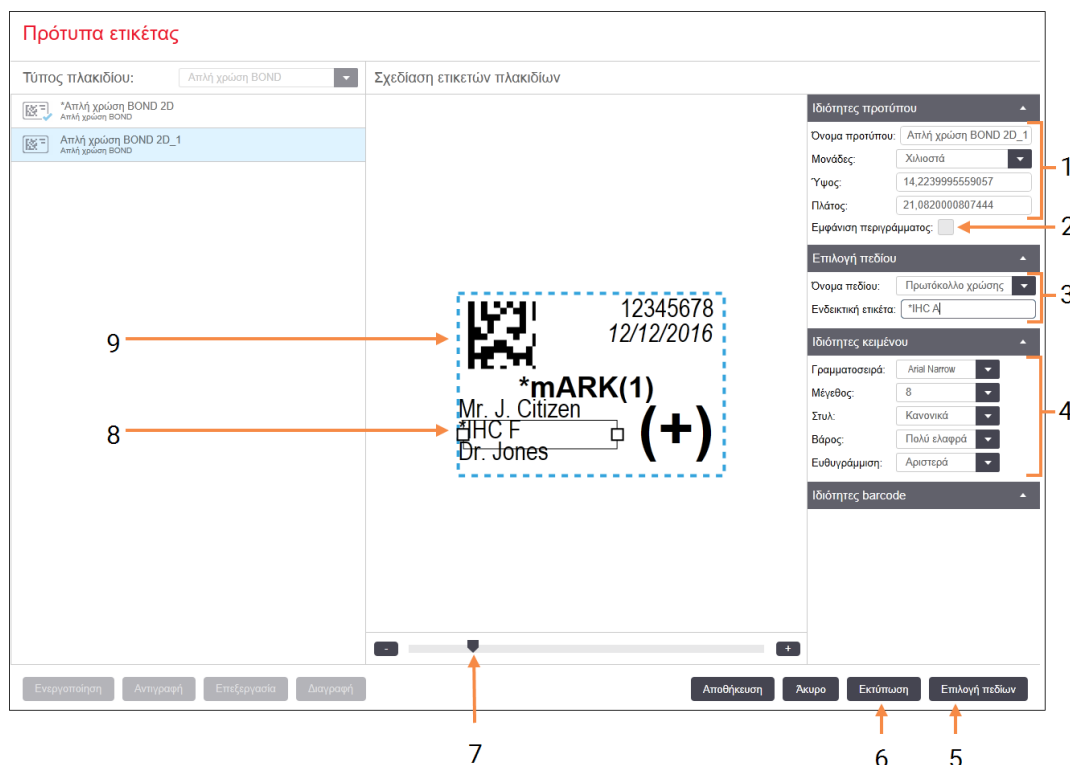 Πρότυπα ετικέτας
Τύπος πλακιδίου: Απλή χρώση BOND
Σχεδίαση ετικετών πλακιδίων
*Απλή χρώση BOND 2D
Απλή χρώση BOND
Απλή χρώση BOND 2D_1
Απλή χρώση BOND
12345678
12/12/2016
*mARK(1)
Mr. J. Citizen
*IHC F
(+)
Dr. Jones
9
8
7
- +
Ιδιότητες προτύπου
Όνομα προτύπου: Απλή χρώση BOND 2D_1
Μονάδες: Χιλιοστά
Ύψος: 14,2239995559057
Πλάτος: 21,0820000807444
1
Εμφάνιση περιγράμματος:
2
Επιλογή πεδίου
Όνομα πεδίου: Πρωτόκολλο χρώσης
Ενδεικτική ετικέτα: *IHC A
3
Ιδιότητες κειμένου
Γραμματοσειρά: Arial Narrow
Μέγεθος: 8
Στυλ: Κανονικά
Βάρος: Πολύ ελαφρά
Ευθυγράμμιση: Αριστερά
4
Ιδιότητες barcode
Ενεργοποίηση Αντιγραφή Επεξεργασία Διαγραφή
Αποθήκευση Άκυρο Εκτύπωση Επιλογή πεδίων
6 5